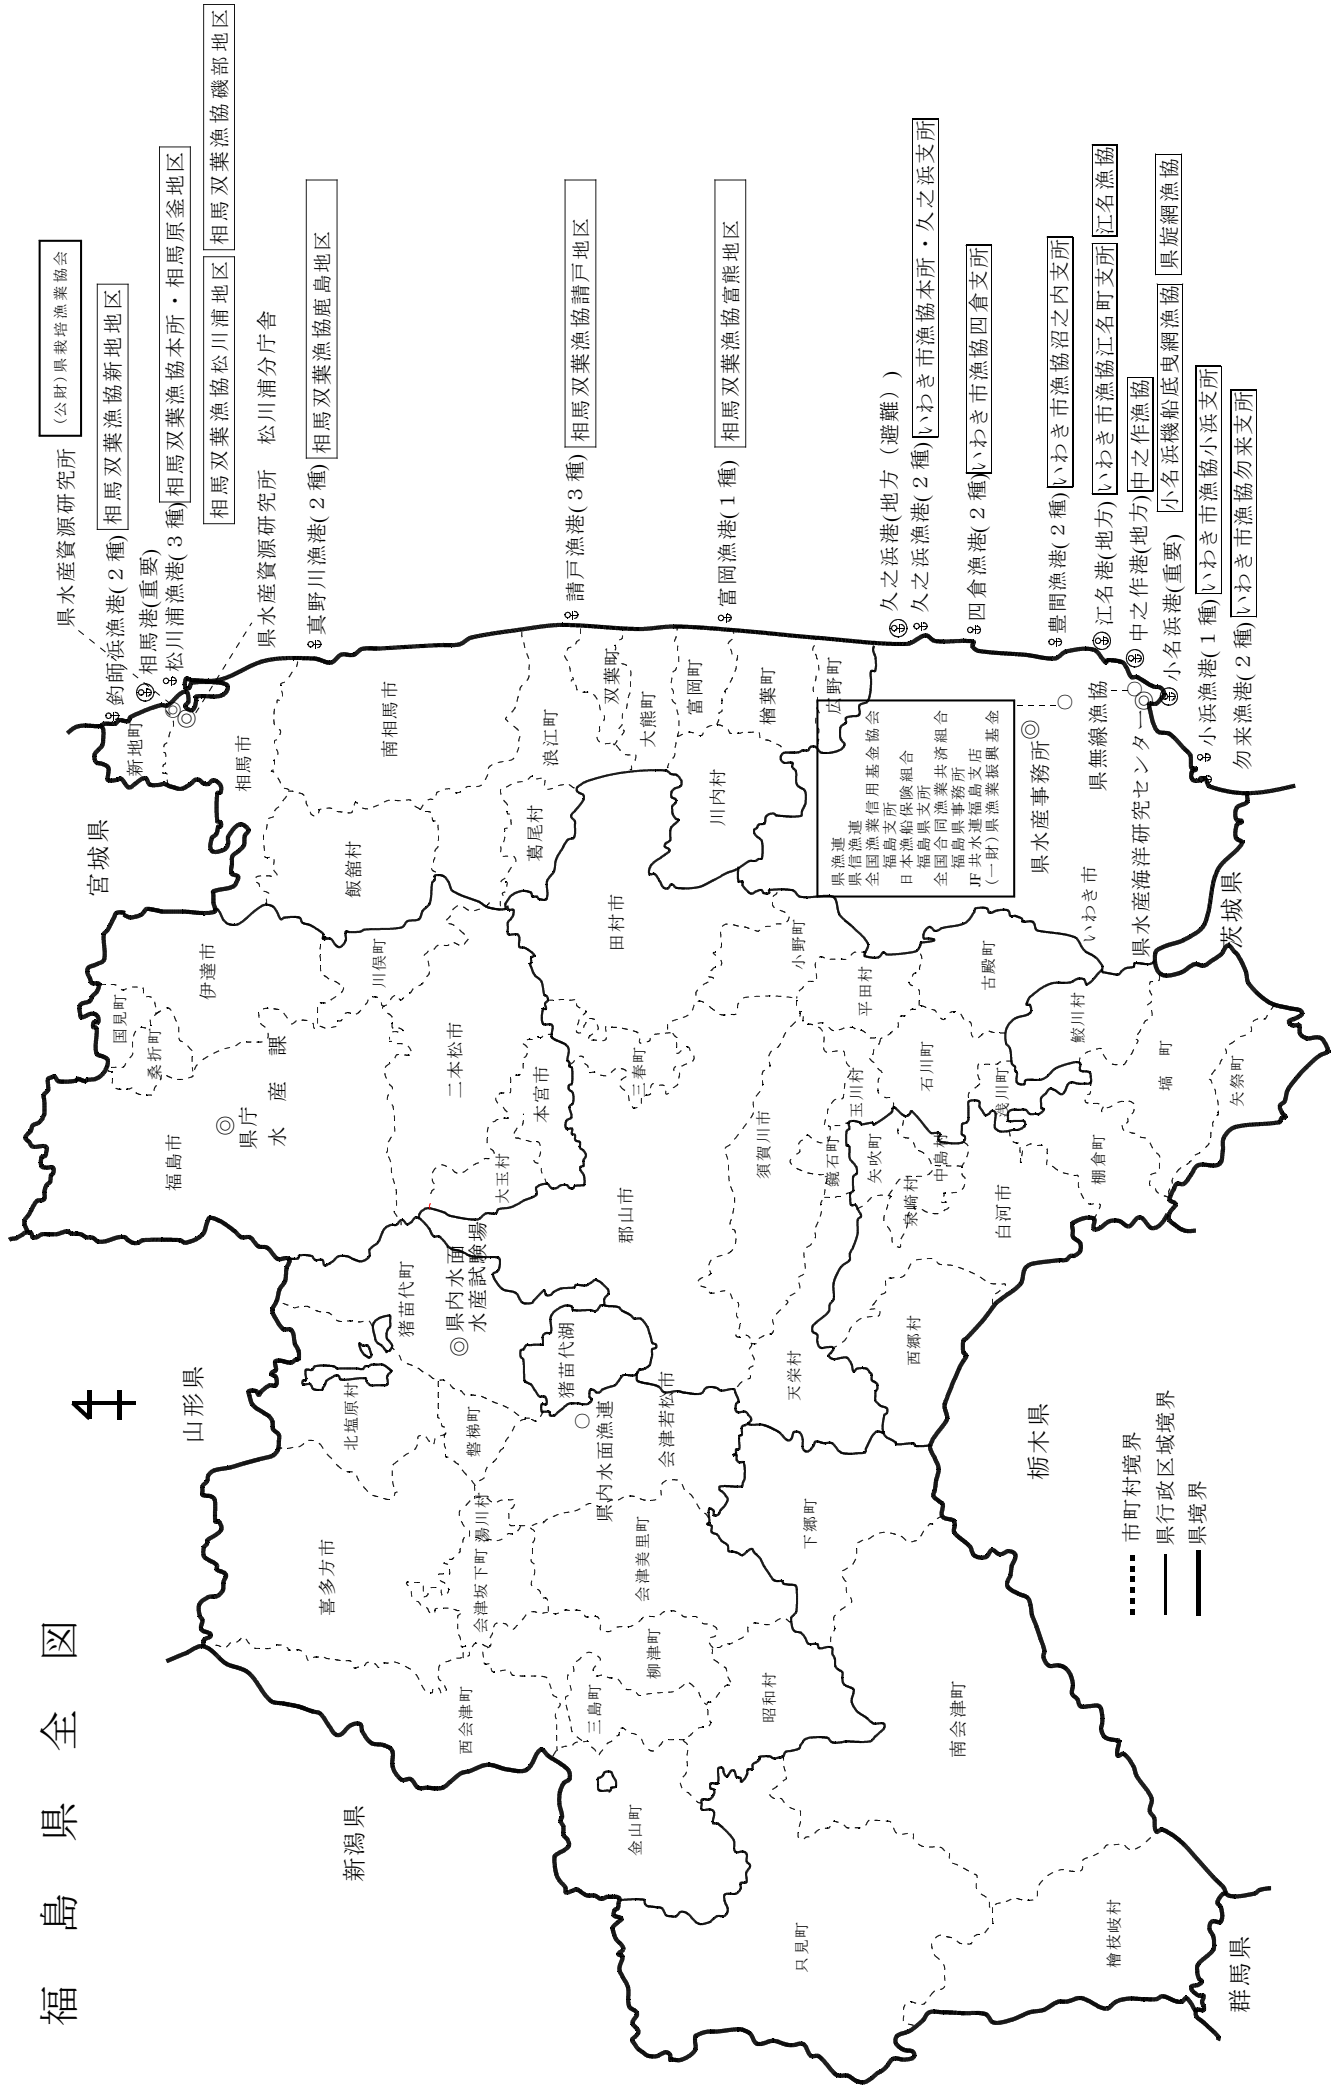 福島県全図
山形県
宮城県
新潟県
栃木県
群馬県
茨城県
市町村境界
県行政区域境界
県境界
県水産資源研究所
(公財)県栽培漁業協会
釣師浜漁港(2種)
相馬双葉漁協新地地区
相馬港(重要)
松川浦漁港(3種)
相馬双葉漁協本所・相馬原釜地区
相馬双葉漁協松川浦地区
相馬双葉漁協磯部地区
県水産資源研究所 松川浦分庁舎
真野川漁港(2種)
相馬双葉漁協鹿島地区
請戸漁港(3種)
相馬双葉漁協請戸地区
富岡漁港(1種)
相馬双葉漁協富熊地区
久之浜港(地方(避難))
久之浜漁港(2種)
いわき市漁協本所・久之浜支所
四倉漁港(2種)
いわき市漁協四倉支所
豊間漁港(2種)
いわき市漁協沼之内支所
江名港(地方)
いわき市漁協江名町支所
江名漁協
中之作港(地方)
中之作漁協
小名浜港(重要)
小名浜機船底曳網漁協
県旋網漁協
小浜漁港(1種)
いわき市漁協小浜支所
勿来漁港(2種)
いわき市漁協勿来支所
新地町
相馬市
南相馬市
飯舘村
浪江町
葛尾村
双葉町
大熊町
富岡町
川内村
楢葉町
広野町
県漁連
県信漁連
全国漁業信用基金協会
福島支所
日本漁船保険組合
福島県支所
全国合同漁業共済組合
福島県事務所
JF共水連福島支店
(一財)県漁業振興基金
県水産事務所
県無線漁協
県水産海洋研究センター
いわき市
国見町
桑折町
伊達市
福島市
県庁
水産課
川俣町
二本松市
本宮市
大玉村
田村市
三春町
小野町
郡山市
須賀川市
平田村
古殿町
玉川村
石川町
浅川町
鮫川村
鏡石町
矢吹町
中島村
泉崎村
白河市
棚倉町
塙町
矢祭町
西郷村
天栄村
猪苗代町
県内水面
水産試験場
猪苗代湖
北塩原村
磐梯町
県内水面漁連
会津若松市
喜多方市
湯川村
会津坂下町
会津美里町
下郷町
西会津町
三島町
柳津町
昭和村
金山町
南会津町
只見町
檜枝岐村